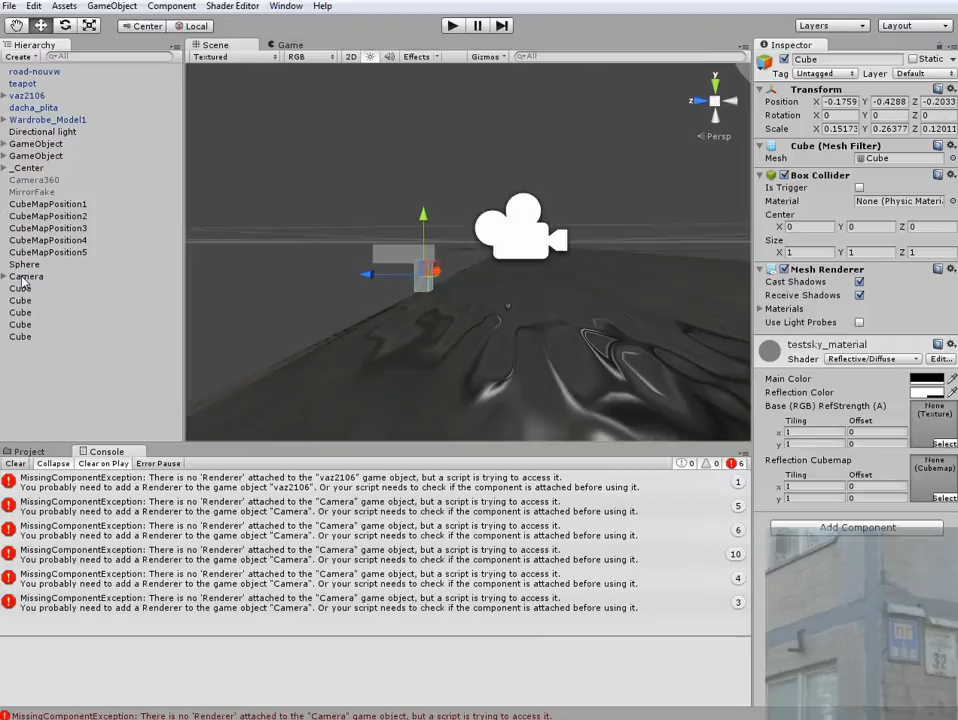 File Edit Assets GameObject Component Shader Editor Window Help
Center Local Layers Layout
Hierarchy
Create All
road-nouvw
teapot
vaz2106
dacha_plita
Wardrobe_Model1
Directional light
GameObject
GameObject
_Center
Camera360
MirrorFake
CubeMapPosition1
CubeMapPosition2
CubeMapPosition3
CubeMapPosition4
CubeMapPosition5
Sphere
Camera
Cube
Cube
Cube
Cube
Cube
Scene Game
Textured RGB 2D Effects Gizmos All
y
z
Persp
Inspector
Cube Static
Tag Untagged Layer Default
Transform
Position X -0.1759 Y -0.4288 Z -0.2033
Rotation X 0 Y 0 Z 0
Scale X 0.15173 Y 0.26377 Z 0.12011
Cube (Mesh Filter)
Mesh Cube
Box Collider
Is Trigger
Material None (Physic Materi
Center
X 0 Y 0 Z 0
Size
X 1 Y 1 Z 1
Mesh Renderer
Cast Shadows
Receive Shadows
Materials
Use Light Probes
testsky_material
Shader Reflective/Diffuse Edit...
Main Color
Reflection Color
Base (RGB) RefStrength (A)
None
(Texture)
Tiling Offset
x 1 0
y 1 0
Select
Reflection Cubemap
None
(Cubemap)
Tiling Offset
x 1 0
y 1 0
Select
Add Component
32
Project Console
Clear Collapse Clear on Play Error Pause 0 0 6
MissingComponentException: There is no 'Renderer' attached to the "vaz2106" game object, but a script is trying to access it.
You probably need to add a Renderer to the game object "vaz2106". Or your script needs to check if the component is attached before using it.
1
MissingComponentException: There is no 'Renderer' attached to the "Camera" game object, but a script is trying to access it.
You probably need to add a Renderer to the game object "Camera". Or your script needs to check if the component is attached before using it.
5
MissingComponentException: There is no 'Renderer' attached to the "Camera" game object, but a script is trying to access it.
You probably need to add a Renderer to the game object "Camera". Or your script needs to check if the component is attached before using it.
6
MissingComponentException: There is no 'Renderer' attached to the "Camera" game object, but a script is trying to access it.
You probably need to add a Renderer to the game object "Camera". Or your script needs to check if the component is attached before using it.
10
MissingComponentException: There is no 'Renderer' attached to the "Camera" game object, but a script is trying to access it.
You probably need to add a Renderer to the game object "Camera". Or your script needs to check if the component is attached before using it.
4
MissingComponentException: There is no 'Renderer' attached to the "Camera" game object, but a script is trying to access it.
You probably need to add a Renderer to the game object "Camera". Or your script needs to check if the component is attached before using it.
3
MissingComponentException: There is no 'Renderer' attached to the "Camera" game object, but a script is trying to access it.